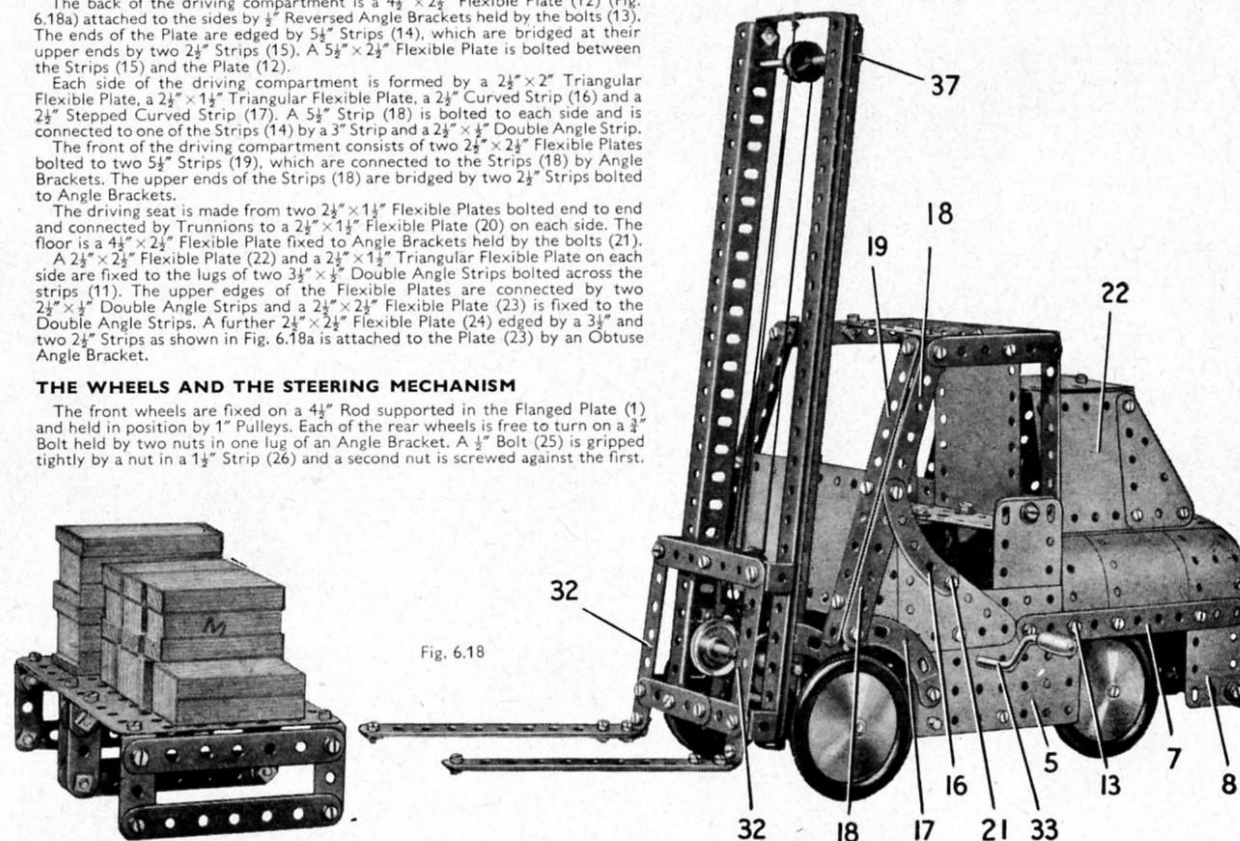 The back of the driving compartment is a 4½″ × 2½″ Flexible Plate (12) (Fig.
6.18a) attached to the sides by ½″ Reversed Angle Brackets held by the bolts (13).
The ends of the Plate are edged by 5½″ Strips (14), which are bridged at their
upper ends by two 2½″ Strips (15). A 5½″ × 2½″ Flexible Plate is bolted between
the Strips (15) and the Plate (12).
Each side of the driving compartment is formed by a 2½″ × 2″ Triangular
Flexible Plate, a 2½″ × 1½″ Triangular Flexible Plate, a 2½″ Curved Strip (16) and a
2½″ Stepped Curved Strip (17). A 5½″ Strip (18) is bolted to each side and is
connected to one of the Strips (14) by a 3″ Strip and a 2½″ × ½″ Double Angle Strip.
The front of the driving compartment consists of two 2½″ × 2½″ Flexible Plates
bolted to two 5½″ Strips (19), which are connected to the Strips (18) by Angle
Brackets. The upper ends of the Strips (18) are bridged by two 2½″ Strips bolted
to Angle Brackets.
The driving seat is made from two 2½″ × 1½″ Flexible Plates bolted end to end
and connected by Trunnions to a 2½″ × 1½″ Flexible Plate (20) on each side. The
floor is a 4½″ × 2½″ Flexible Plate fixed to Angle Brackets held by the bolts (21).
A 2½″ × 2½″ Flexible Plate (22) and a 2½″ × 1½″ Triangular Flexible Plate on each
side are fixed to the lugs of two 3½″ × ½″ Double Angle Strips bolted across the
strips (11). The upper edges of the Flexible Plates are connected by two
2½″ × ½″ Double Angle Strips and a 2½″ × 2½″ Flexible Plate (23) is fixed to the
Double Angle Strips. A further 2½″ × 2½″ Flexible Plate (24) edged by a 3½″ and
two 2½″ Strips as shown in Fig. 6.18a is attached to the Plate (23) by an Obtuse
Angle Bracket.
THE WHEELS AND THE STEERING MECHANISM
The front wheels are fixed on a 4½″ Rod supported in the Flanged Plate (1)
and held in position by 1″ Pulleys. Each of the rear wheels is free to turn on a ¾″
Bolt held by two nuts in one lug of an Angle Bracket. A ½″ Bolt (25) is gripped
tightly by a nut in a 1½″ Strip (26) and a second nut is screwed against the first.
37
18
19
22
32
Fig. 6.18
M
5
7
16
13
8
32
18
17
21
33